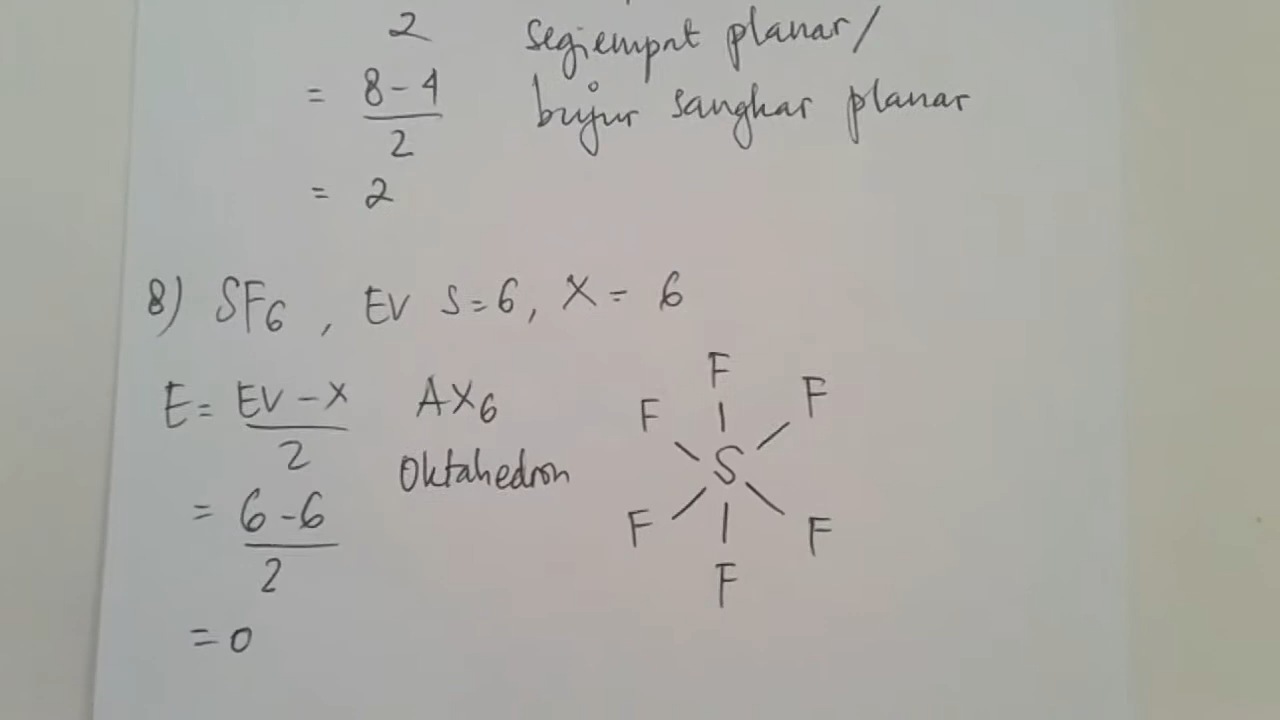 2
segiempat planar/
= 8 - 4
2
bujur sangkar planar
= 2
8) SF6 , EV S = 6, X = 6
E = EV - X
2
AX6
Oktahedron
= 6 - 6
2
= 0
F
F F
S
F F
F